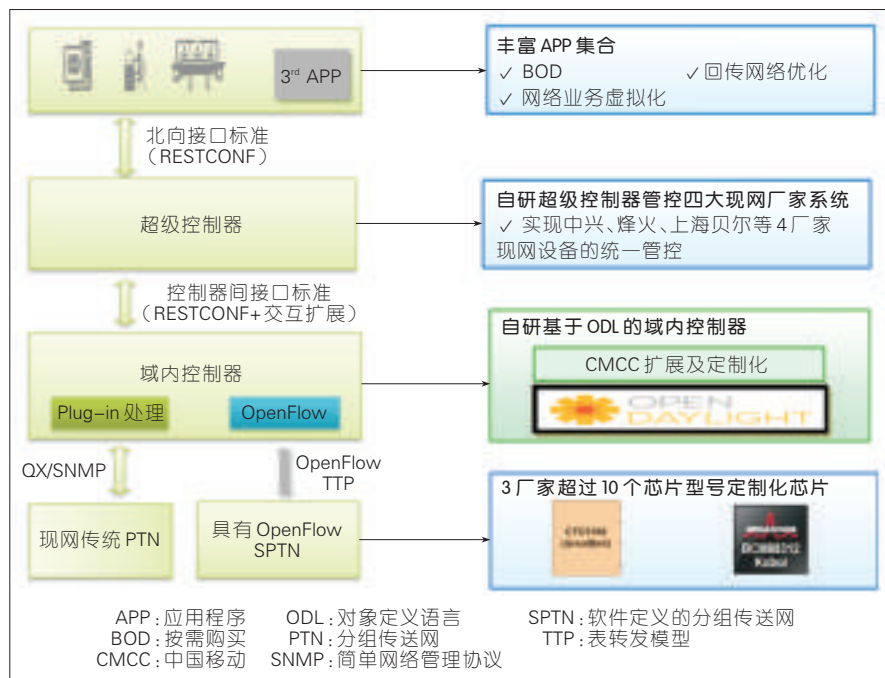 3rd APP
丰富 APP 集合
✓ BOD ✓ 回传网络优化
✓ 网络业务虚拟化
北向接口标准
(RESTCONF)
超级控制器
自研超级控制器管控四大现网厂家系统
✓ 实现中兴、烽火、上海贝尔等 4 厂家
现网设备的统一管控
控制器间接口标准
(RESTCONF+交互扩展)
域内控制器
Plug-in 处理
OpenFlow
自研基于 ODL 的域内控制器
CMCC 扩展及定制化
OPEN
DAYLIGHT
QX/SNMP
OpenFlow
TTP
现网传统 PTN
具有 OpenFlow
SPTN
3 厂家超过 10 个芯片型号定制化芯片
APP：应用程序 ODL：对象定义语言 SPTN：软件定义的分组传送网
BOD：按需购买 PTN：分组传送网 TTP：表转发模型
CMCC：中国移动 SNMP：简单网络管理协议